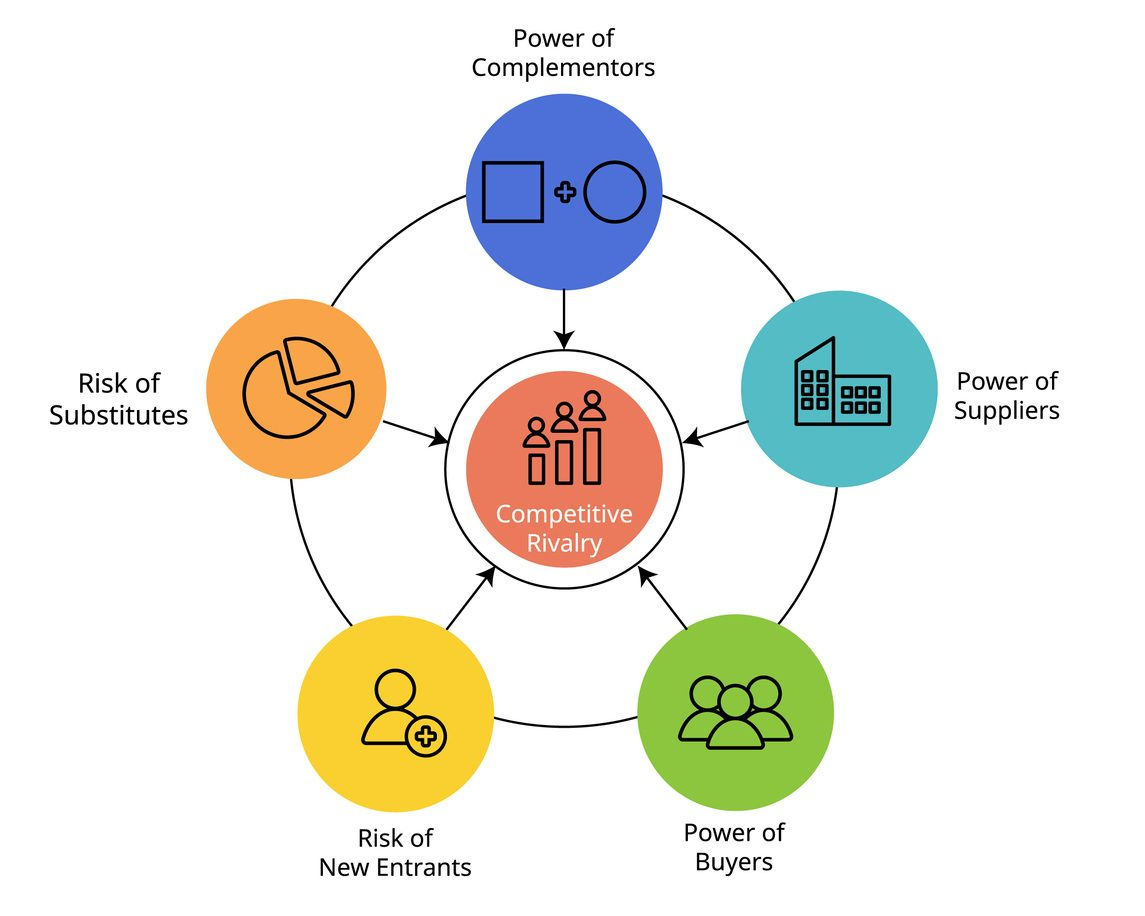 Power of
Complementors
Risk of
Substitutes
Power of
Suppliers
Competitive
Rivalry
Risk of
New Entrants
Power of
Buyers